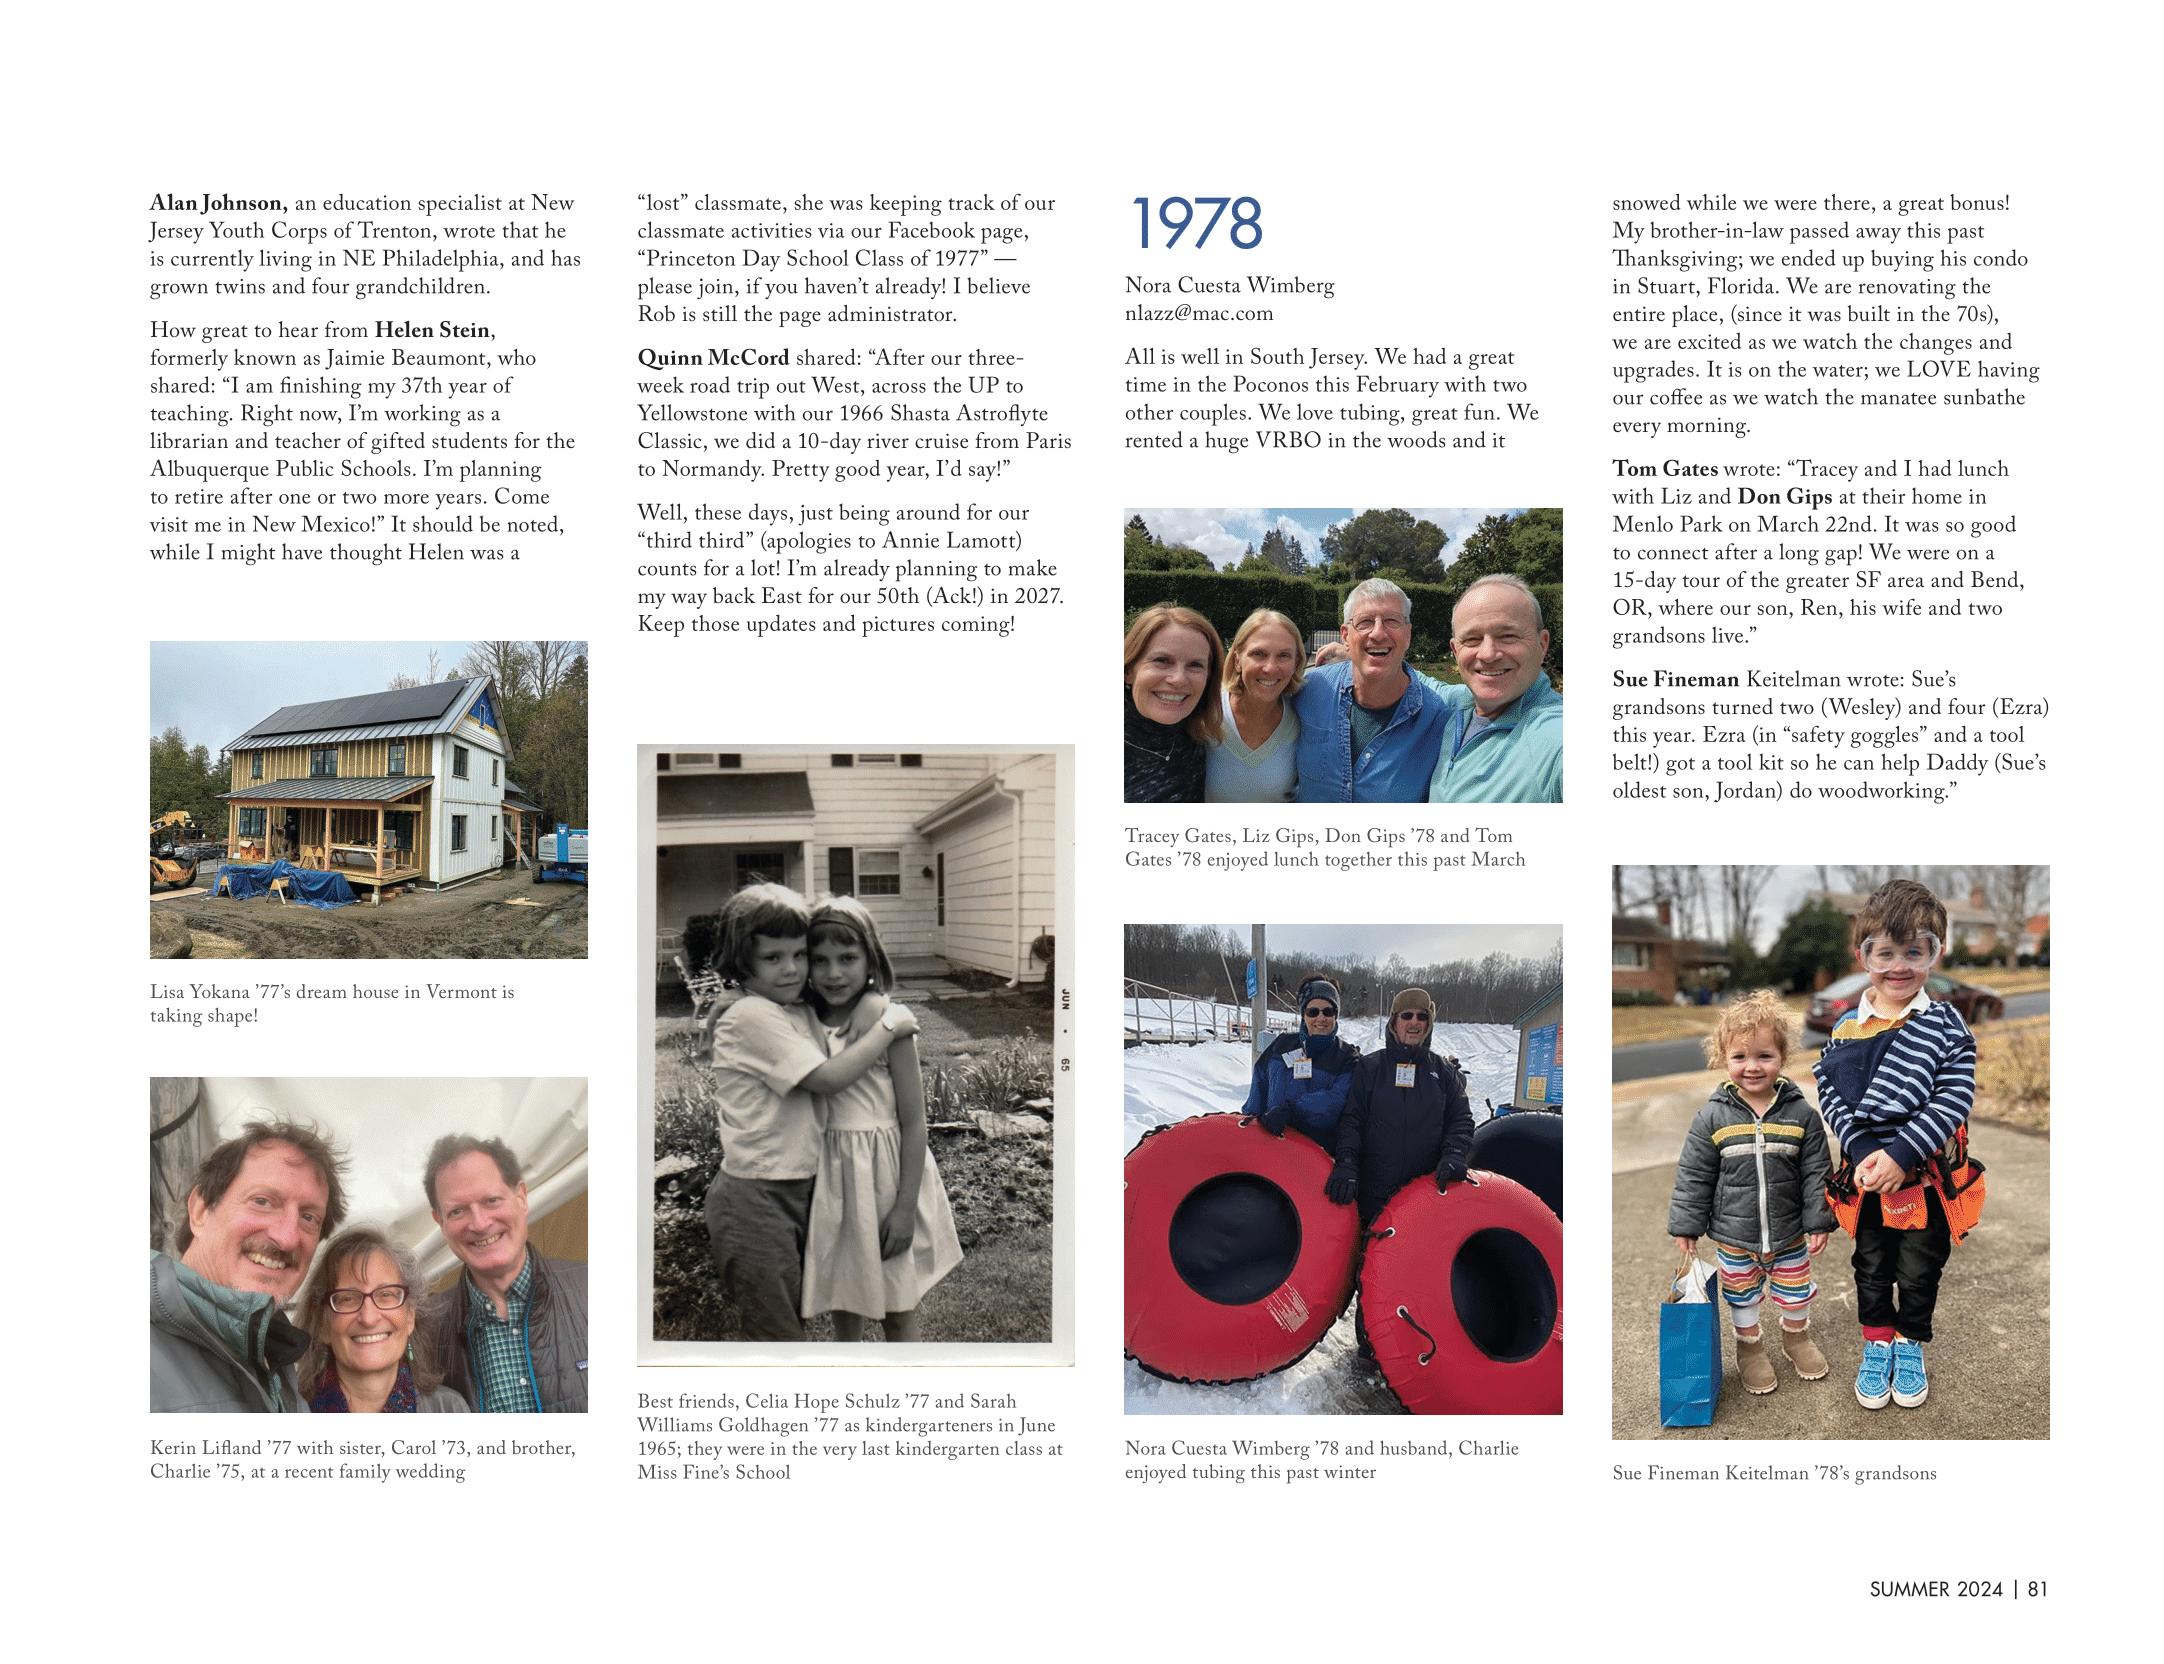 Alan Johnson, an education specialist at New
Jersey Youth Corps of Trenton, wrote that he
is currently living in NE Philadelphia, and has
grown twins and four grandchildren.
How great to hear from Helen Stein,
formerly known as Jaimie Beaumont, who
shared: “I am finishing my 37th year of
teaching. Right now, I’m working as a
librarian and teacher of gifted students for the
Albuquerque Public Schools. I’m planning
to retire after one or two more years. Come
visit me in New Mexico!” It should be noted,
while I might have thought Helen was a
Lisa Yokana ’77’s dream house in Vermont is
taking shape!
Kerin Lifland ’77 with sister, Carol ’73, and brother,
Charlie ’75, at a recent family wedding
“lost” classmate, she was keeping track of our
classmate activities via our Facebook page,
“Princeton Day School Class of 1977” —
please join, if you haven’t already! I believe
Rob is still the page administrator.
Quinn McCord shared: “After our three-
week road trip out West, across the UP to
Yellowstone with our 1966 Shasta Astroflyte
Classic, we did a 10-day river cruise from Paris
to Normandy. Pretty good year, I’d say!”
Well, these days, just being around for our
“third third” (apologies to Annie Lamott)
counts for a lot! I’m already planning to make
my way back East for our 50th (Ack!) in 2027.
Keep those updates and pictures coming!
JUN • 65
Best friends, Celia Hope Schulz ’77 and Sarah
Williams Goldhagen ’77 as kindergarteners in June
1965; they were in the very last kindergarten class at
Miss Fine’s School
1978
Nora Cuesta Wimberg
nlazz@mac.com
All is well in South Jersey. We had a great
time in the Poconos this February with two
other couples. We love tubing, great fun. We
rented a huge VRBO in the woods and it
Tracey Gates, Liz Gips, Don Gips ’78 and Tom
Gates ’78 enjoyed lunch together this past March
Nora Cuesta Wimberg ’78 and husband, Charlie
enjoyed tubing this past winter
snowed while we were there, a great bonus!
My brother-in-law passed away this past
Thanksgiving; we ended up buying his condo
in Stuart, Florida. We are renovating the
entire place, (since it was built in the 70s),
we are excited as we watch the changes and
upgrades. It is on the water; we LOVE having
our coffee as we watch the manatee sunbathe
every morning.
Tom Gates wrote: “Tracey and I had lunch
with Liz and Don Gips at their home in
Menlo Park on March 22nd. It was so good
to connect after a long gap! We were on a
15-day tour of the greater SF area and Bend,
OR, where our son, Ren, his wife and two
grandsons live.”
Sue Fineman Keitelman wrote: Sue’s
grandsons turned two (Wesley) and four (Ezra)
this year. Ezra (in “safety goggles” and a tool
belt!) got a tool kit so he can help Daddy (Sue’s
oldest son, Jordan) do woodworking.”
Sue Fineman Keitelman ’78’s grandsons
SUMMER 2024 | 81